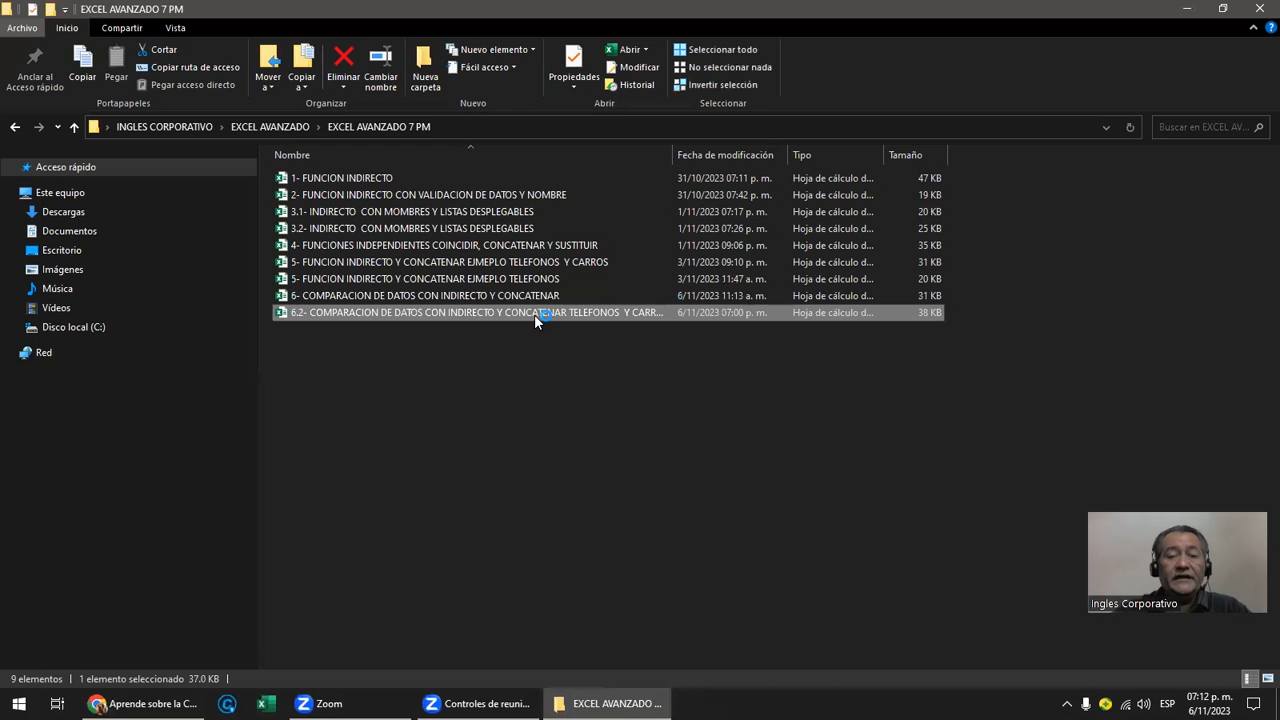 EXCEL AVANZADO 7 PM
Archivo Inicio Compartir Vista
Anclar al Acceso rápido
Copiar
Pegar
Cortar
Copiar ruta de acceso
Pegar acceso directo
Portapapeles
Mover a
Copiar a
Eliminar
Cambiar nombre
Organizar
Nueva carpeta
Nuevo elemento
Fácil acceso
Nuevo
Propiedades
Abrir
Modificar
Historial
Abrir
Seleccionar todo
No seleccionar nada
Invertir selección
Seleccionar
INGLES CORPORATIVO > EXCEL AVANZADO > EXCEL AVANZADO 7 PM
Buscar en EXCEL AV...
Acceso rápido
Este equipo
Descargas
Documentos
Escritorio
Imágenes
Música
Vídeos
Disco local (C:)
Red
Nombre Fecha de modificación Tipo Tamaño
1- FUNCION INDIRECTO 31/10/2023 07:11 p. m. Hoja de cálculo d... 47 KB
2- FUNCION INDIRECTO CON VALIDACION DE DATOS Y NOMBRE 31/10/2023 07:42 p. m. Hoja de cálculo d... 19 KB
3.1- INDIRECTO CON MOMBRES Y LISTAS DESPLEGABLES 1/11/2023 07:17 p. m. Hoja de cálculo d... 20 KB
3.2- INDIRECTO CON MOMBRES Y LISTAS DESPLEGABLES 1/11/2023 07:26 p. m. Hoja de cálculo d... 25 KB
4- FUNCIONES INDEPENDIENTES COINCIDIR, CONCATENAR Y SUSTITUIR 1/11/2023 09:06 p. m. Hoja de cálculo d... 35 KB
5- FUNCION INDIRECTO Y CONCATENAR EJMEPLO TELEFONOS Y CARROS 3/11/2023 09:10 p. m. Hoja de cálculo d... 31 KB
5- FUNCION INDIRECTO Y CONCATENAR EJMEPLO TELEFONOS 3/11/2023 11:47 a. m. Hoja de cálculo d... 20 KB
6- COMPARACION DE DATOS CON INDIRECTO Y CONCATENAR 6/11/2023 11:13 a. m. Hoja de cálculo d... 31 KB
6.2- COMPARACION DE DATOS CON INDIRECTO Y CONCATENAR TELEFONOS Y CARR... 6/11/2023 07:00 p. m. Hoja de cálculo d... 38 KB
Ingles Corporativo
9 elementos 1 elemento seleccionado 37.0 KB
Aprende sobre la C...
Zoom
Controles de reuni...
EXCEL AVANZADO ...
ESP
07:12 p. m.
6/11/2023